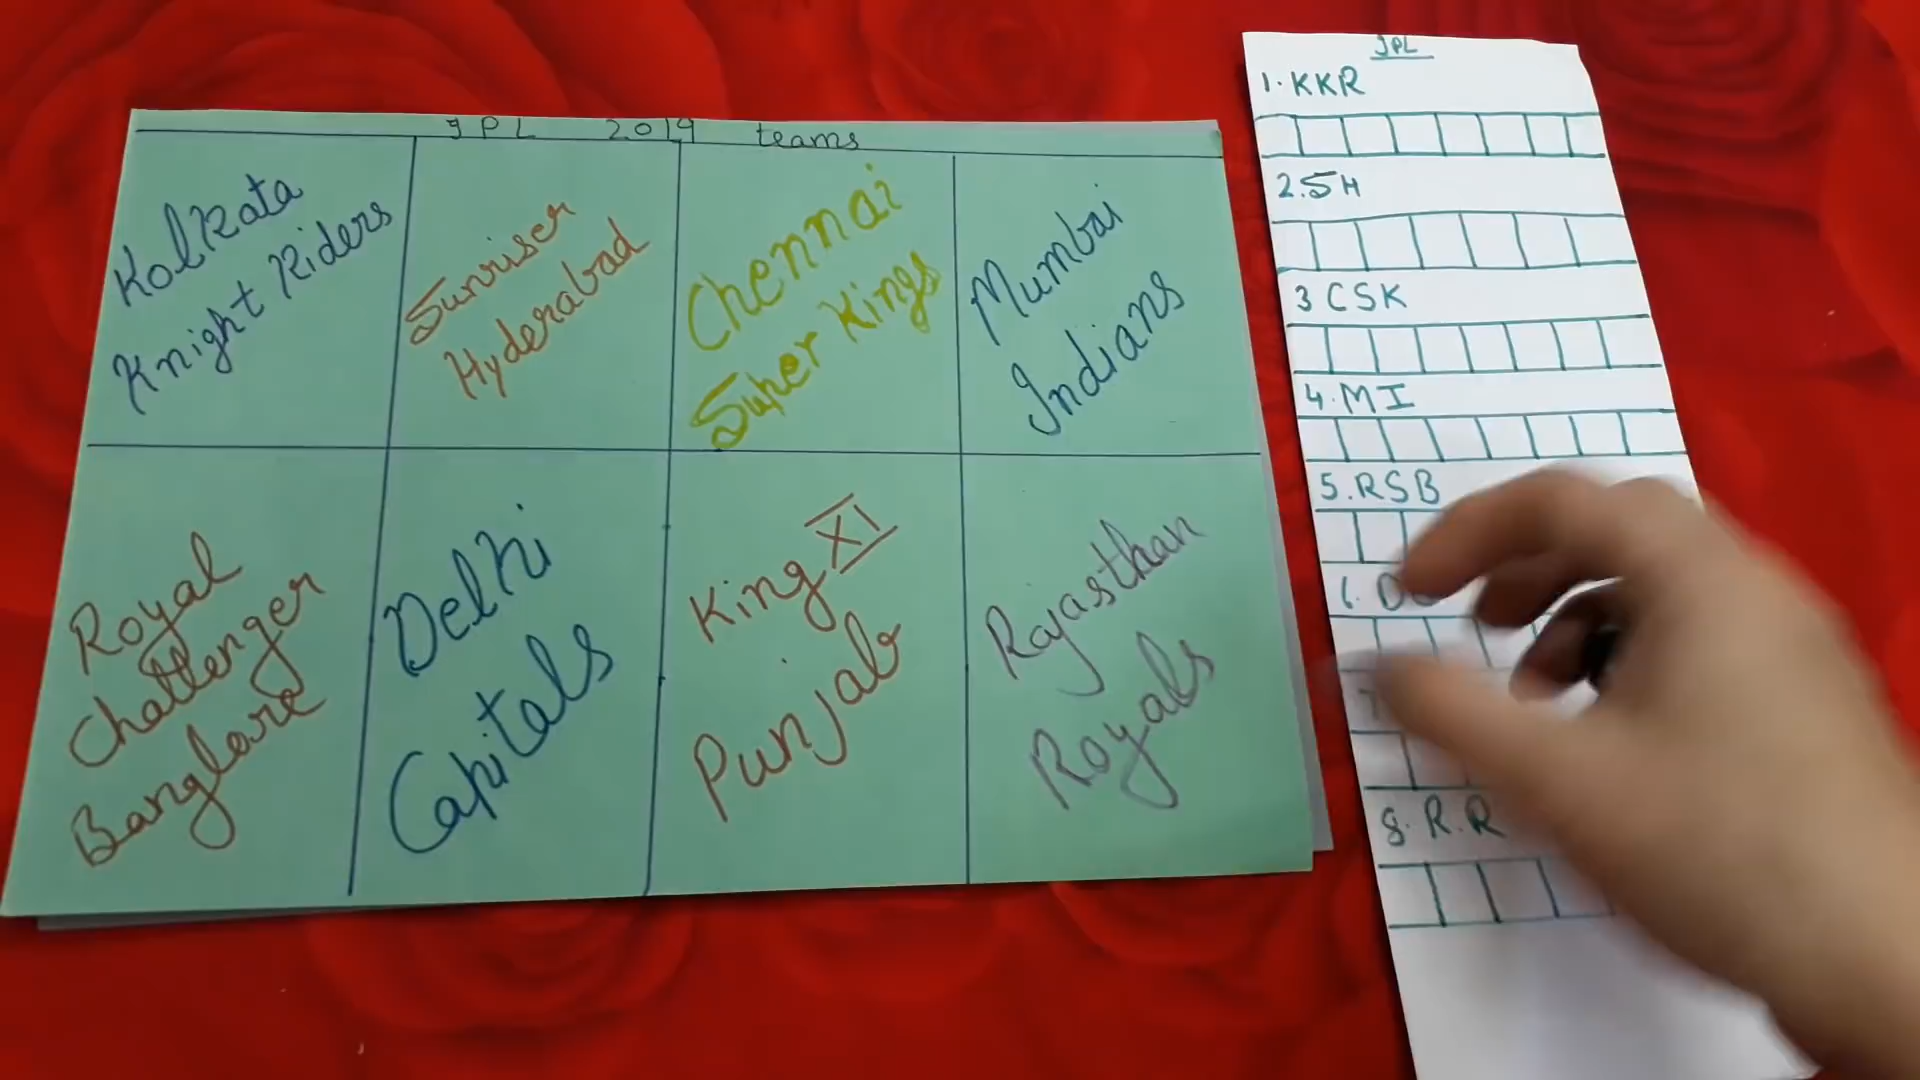 IPL 2019 teams
Kolkata
Knight Riders
Sunriser
Hyderabad
Chennai
Super Kings
Mumbai
Indians
Royal
Challenger
Banglore
Delhi
Capitals
King XI
Punjab
Rajasthan
Royals
IPL
1. KKR
2. SH
3 CSK
4. MI
5. RSB
6. D
8. R.R